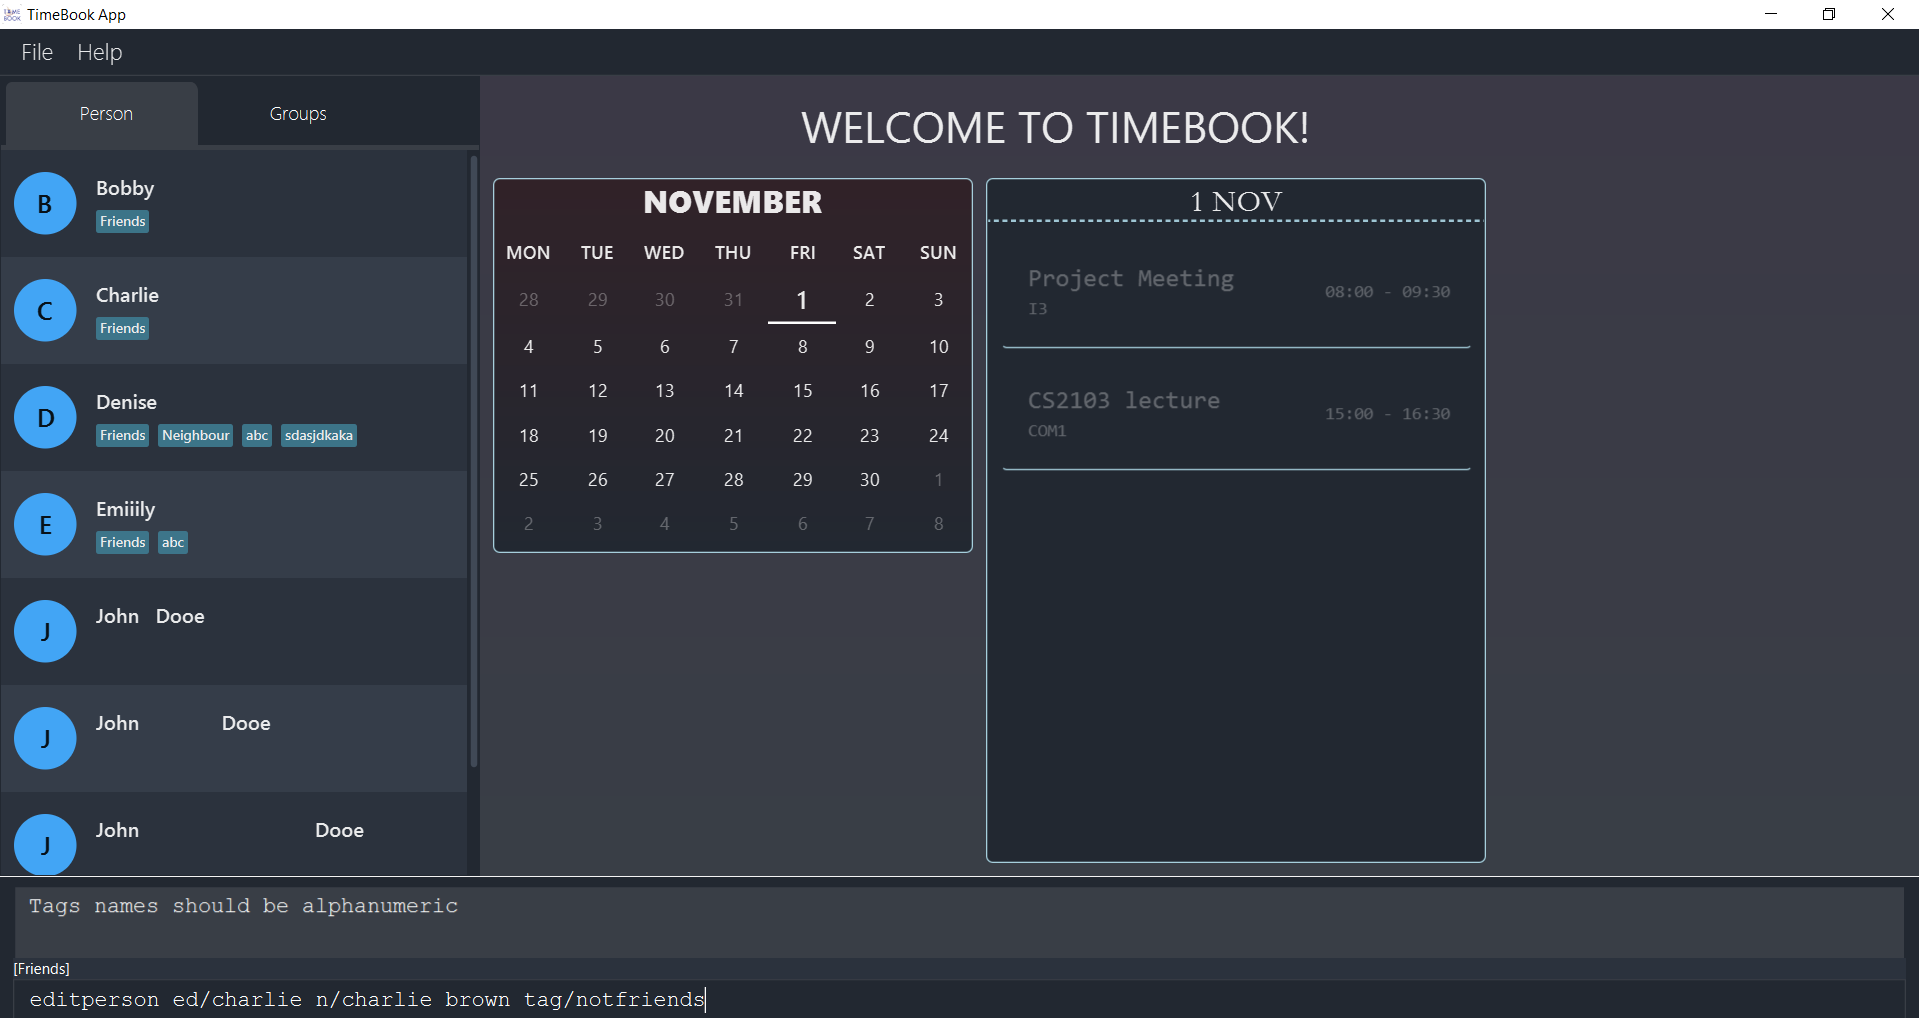 TIME BOOK TimeBook App
File Help
Person Groups
B Bobby
Friends
C Charlie
Friends
D Denise
Friends Neighbour abc sdasjdkaka
E Emiiily
Friends abc
J John Dooe
J John Dooe
J John Dooe
WELCOME TO TIMEBOOK!
NOVEMBER
MON TUE WED THU FRI SAT SUN
28 29 30 31 1 2 3
4 5 6 7 8 9 10
11 12 13 14 15 16 17
18 19 20 21 22 23 24
25 26 27 28 29 30 1
2 3 4 5 6 7 8
1 NOV
Project Meeting 08:00 - 09:30
I3
CS2103 lecture 15:00 - 16:30
COM1
Tags names should be alphanumeric
[Friends]
editperson ed/charlie n/charlie brown tag/notfriends